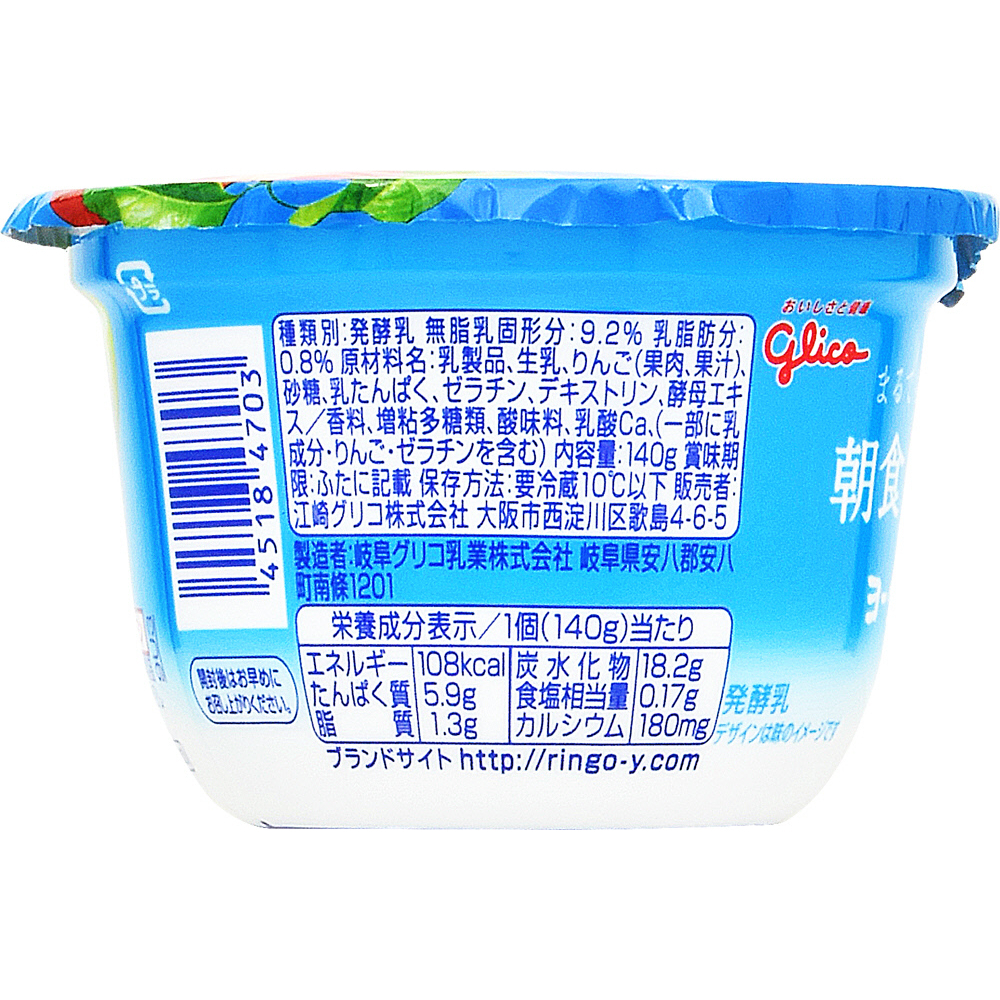 プラ
4518 4703
種類別:発酵乳 無脂乳固形分:9.2% 乳脂肪分:
0.8% 原材料名:乳製品、生乳、りんご(果肉、果汁)、
砂糖、乳たんぱく、ゼラチン、デキストリン、酵母エキ
ス/香料、増粘多糖類、酸味料、乳酸Ca、(一部に乳
成分・りんご・ゼラチンを含む) 内容量:140g 賞味期
限:ふたに記載 保存方法:要冷蔵10℃以下 販売者:
江崎グリコ株式会社 大阪市西淀川区歌島4-6-5
製造者:岐阜グリコ乳業株式会社 岐阜県安八郡安八
町南條1201
栄養成分表示/1個(140g)当たり
エネルギー 108kcal 炭水化物 18.2g
たんぱく質 5.9g 食塩相当量 0.17g
脂質 1.3g カルシウム 180mg
ブランドサイト http://ringo-y.com
開封後はお早めに
お召し上がりください。
おいしさと健康
glico
まるで
朝食
ヨー
発酵乳
デザインは味のイメージです